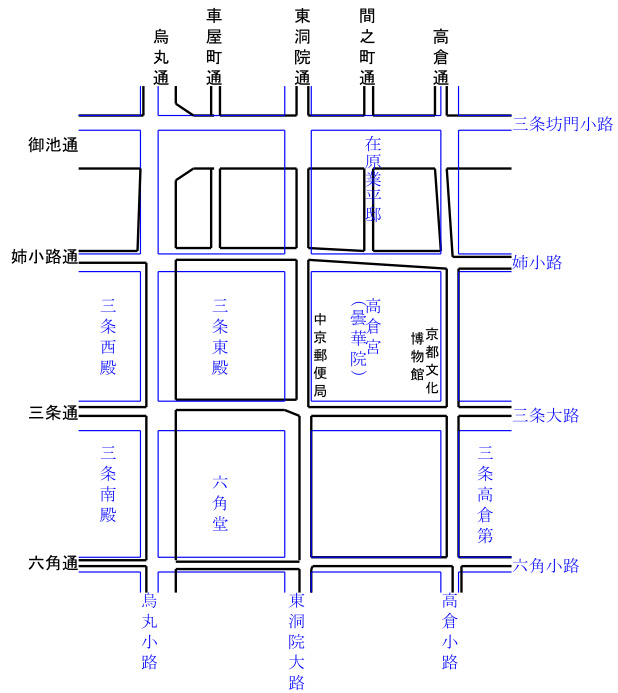 烏丸通
車屋町通
東洞院通
間之町通
高倉通
三条坊門小路
御池通
在原業平邸
姉小路通
姉小路
三条西殿
三条東殿
中京郵便局
高倉宮
（曇華院）
博物館
京都文化
三条通
三条大路
三条南殿
六角堂
三条高倉第
六角通
六角小路
烏丸小路
東洞院大路
高倉小路